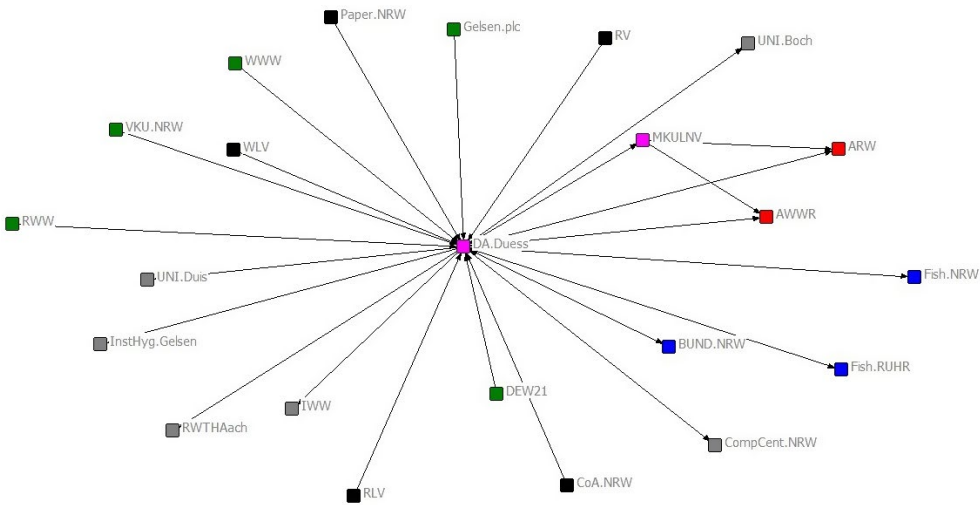 Paper.NRW
Gelsen.plc
RV
UNI.Boch
WWW
VKU.NRW
WLV
MKULNV
ARW
AWWR
RWW
DA.Duess
UNI.Duis
Fish.NRW
InstHyg.Gelsen
BUND.NRW
Fish.RUHR
DEW21
IWW
RWTHAach
CompCent.NRW
RLV
CoA.NRW